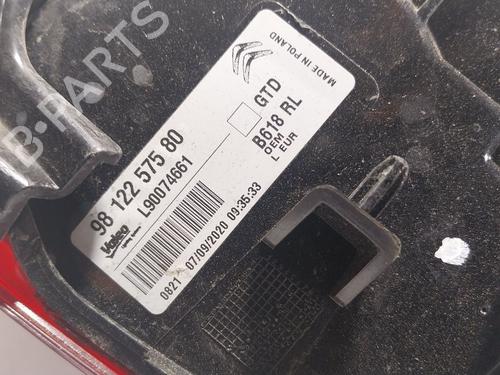 MADE IN POLAND
GTD
B618 RL
OEM
L EUR
98 122 575 80
L90074661
Valeo
0821 07/09/2020 09:35:33
B-PARTS